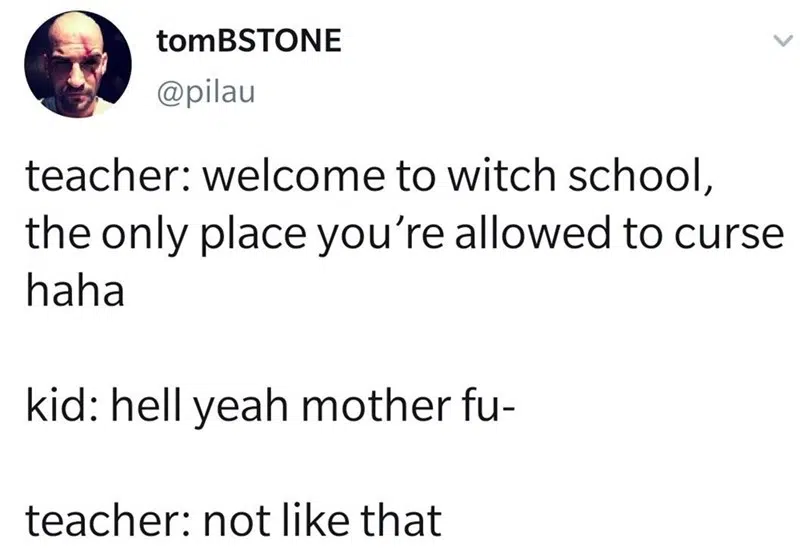 tomBSTONE
@pilau
teacher: welcome to witch school,
the only place you’re allowed to curse
haha
kid: hell yeah mother fu-
teacher: not like that